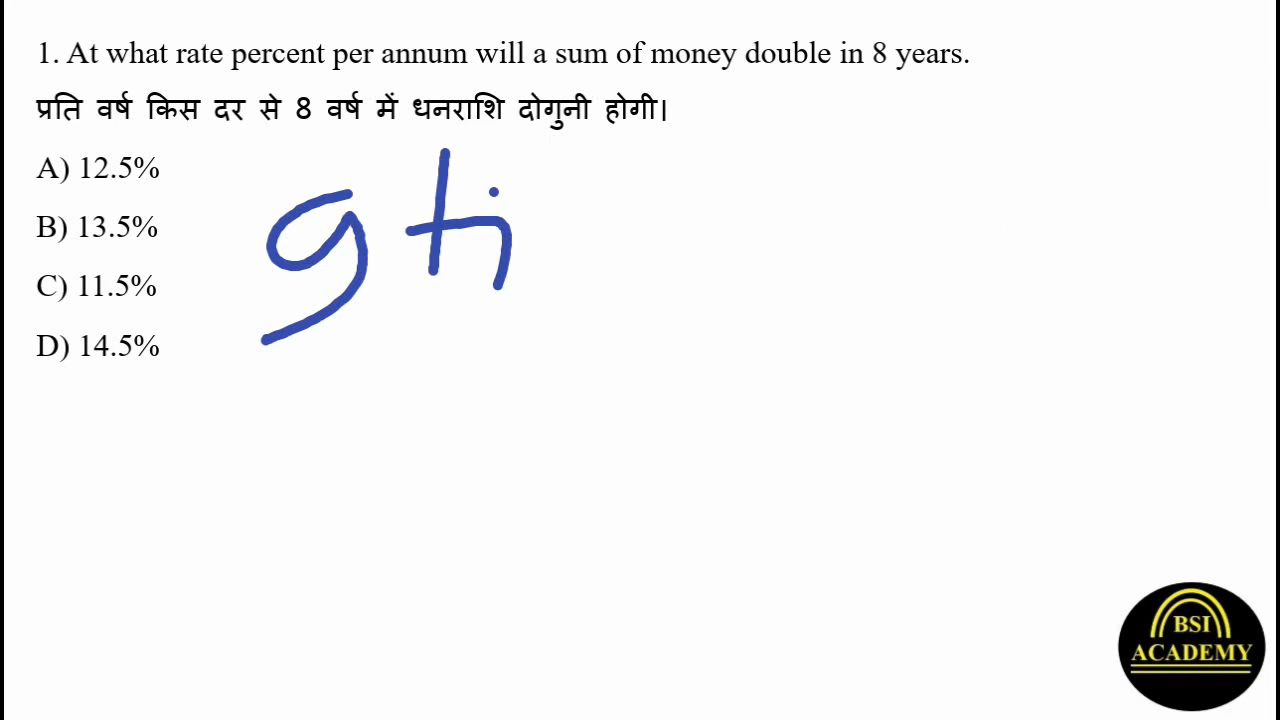 1. At what rate percent per annum will a sum of money double in 8 years.
प्रति वर्ष किस दर से 8 वर्ष में धनराशि दोगुनी होगी।
A) 12.5%
B) 13.5%
C) 11.5%
D) 14.5%
BSI
ACADEMY